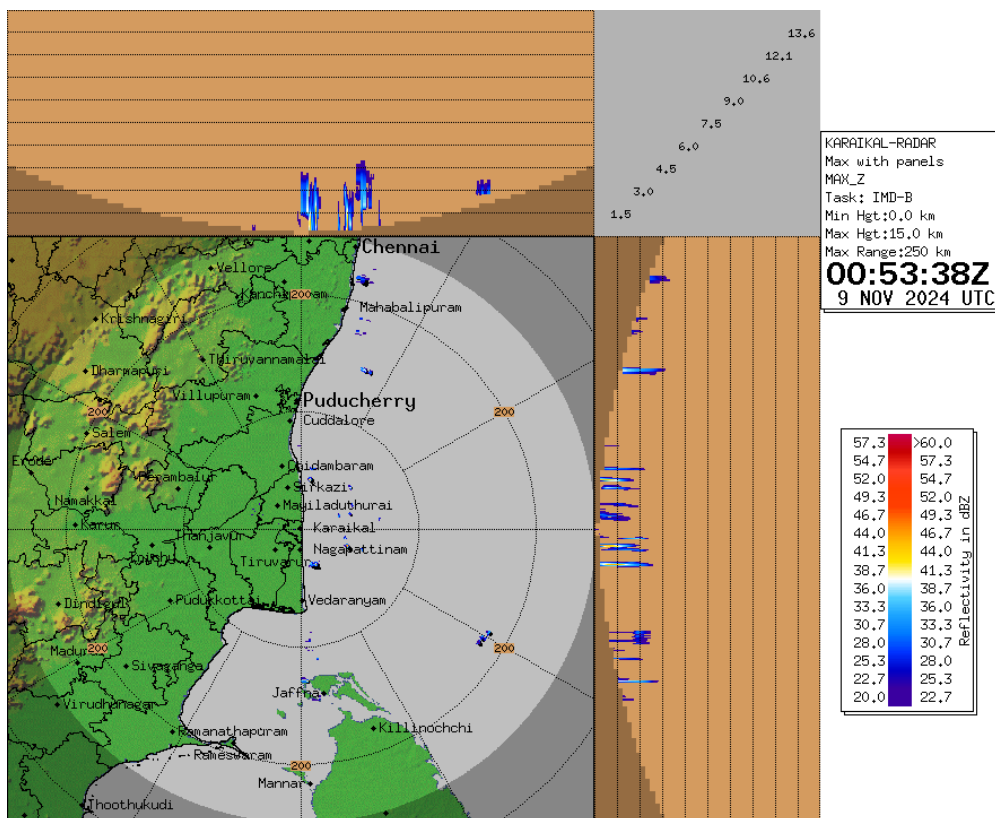 13.6
12.1
10.6
9.0
7.5
6.0
4.5
3.0
1.5
KARAIKAL-RADAR
Max with panels
MAX_Z
Task: IMD-B
Min Hgt:0.0 km
Max Hgt:15.0 km
Max Range:250 km
00:53:38Z
9 NOV 2024 UTC
Chennai
Vellore
Kanchipuram
200
Mahabalipuram
Krishnagiri
Thiruvannamalai
Dharmapuri
Villupuram
Puducherry
200
200
Cuddalore
Salem
Erode
Chidambaram
Perambalur
Sirkazi
Namakkal
Mayiladuthurai
Karur
Karaikal
Thanjavur
Nagapattinam
Tiruvarur
Dindigul
Pudukkottai
Vedaranyam
Madurai
200
200
Sivaganga
Jaffna
Virudhunagar
Killinochchi
Ramanathapuram
Rameswaram
200
Mannar
Thoothukudi
57.3 >60.0
54.7 57.3
52.0 54.7
49.3 52.0
46.7 49.3
44.0 46.7
41.3 44.0
38.7 41.3
36.0 38.7
33.3 36.0
30.7 33.3
28.0 30.7
25.3 28.0
22.7 25.3
20.0 22.7
Reflectivity in dBZ